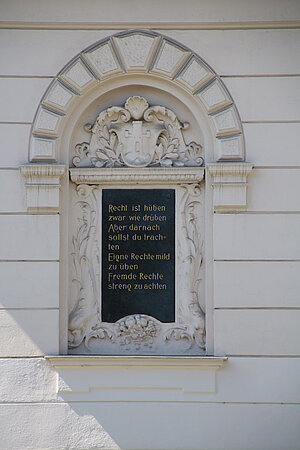 Recht ist hüben
zwar wie drüben
Aber darnach
sollst du trach-
ten
Eigne Rechte mild
zu üben
Fremde Rechte
streng zu achten